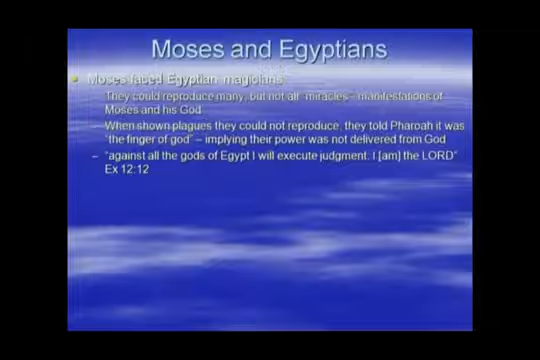 Moses and Egyptians
Moses faced Egyptian magicians.
They could reproduce many, but not all "miracles" – manifestations of
Moses and his God
When shown plagues they could not reproduce, they told Pharoah it was
"the finger of god" – implying their power was not delivered from God
– "against all the gods of Egypt I will execute judgment: I [am] the LORD"
Ex 12:12